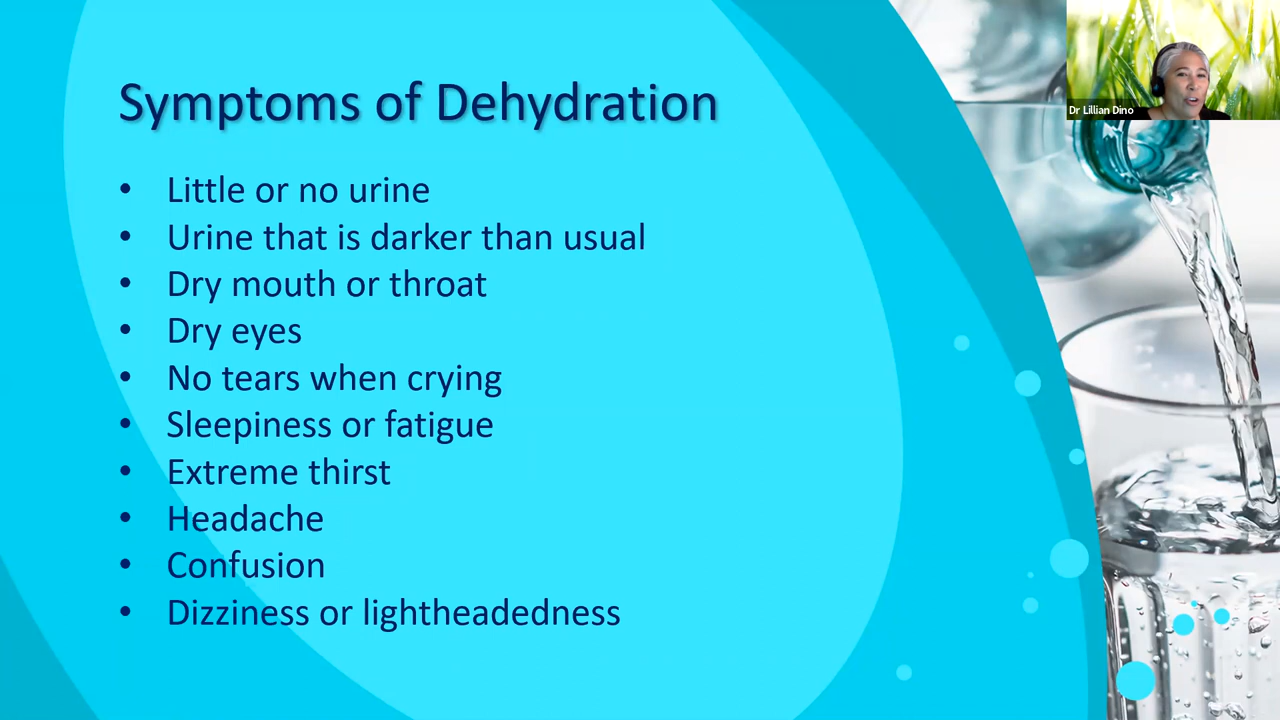 Symptoms of Dehydration
• Little or no urine
• Urine that is darker than usual
• Dry mouth or throat
• Dry eyes
• No tears when crying
• Sleepiness or fatigue
• Extreme thirst
• Headache
• Confusion
• Dizziness or lightheadedness
Dr Lillian Dino